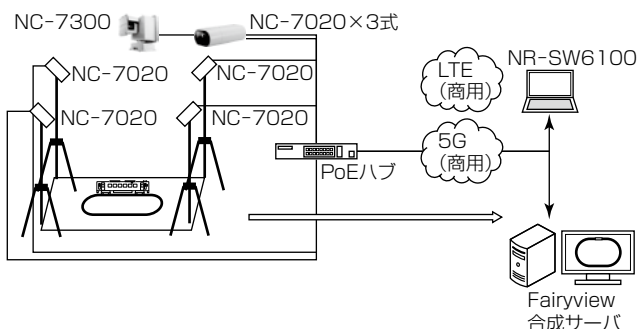 NC-7300
NC-7020×3式
NC-7020
NC-7020
NC-7020
NC-7020
LTE
(商用)
NR-SW6100
5G
(商用)
PoEハブ
Fairyview
合成サーバ